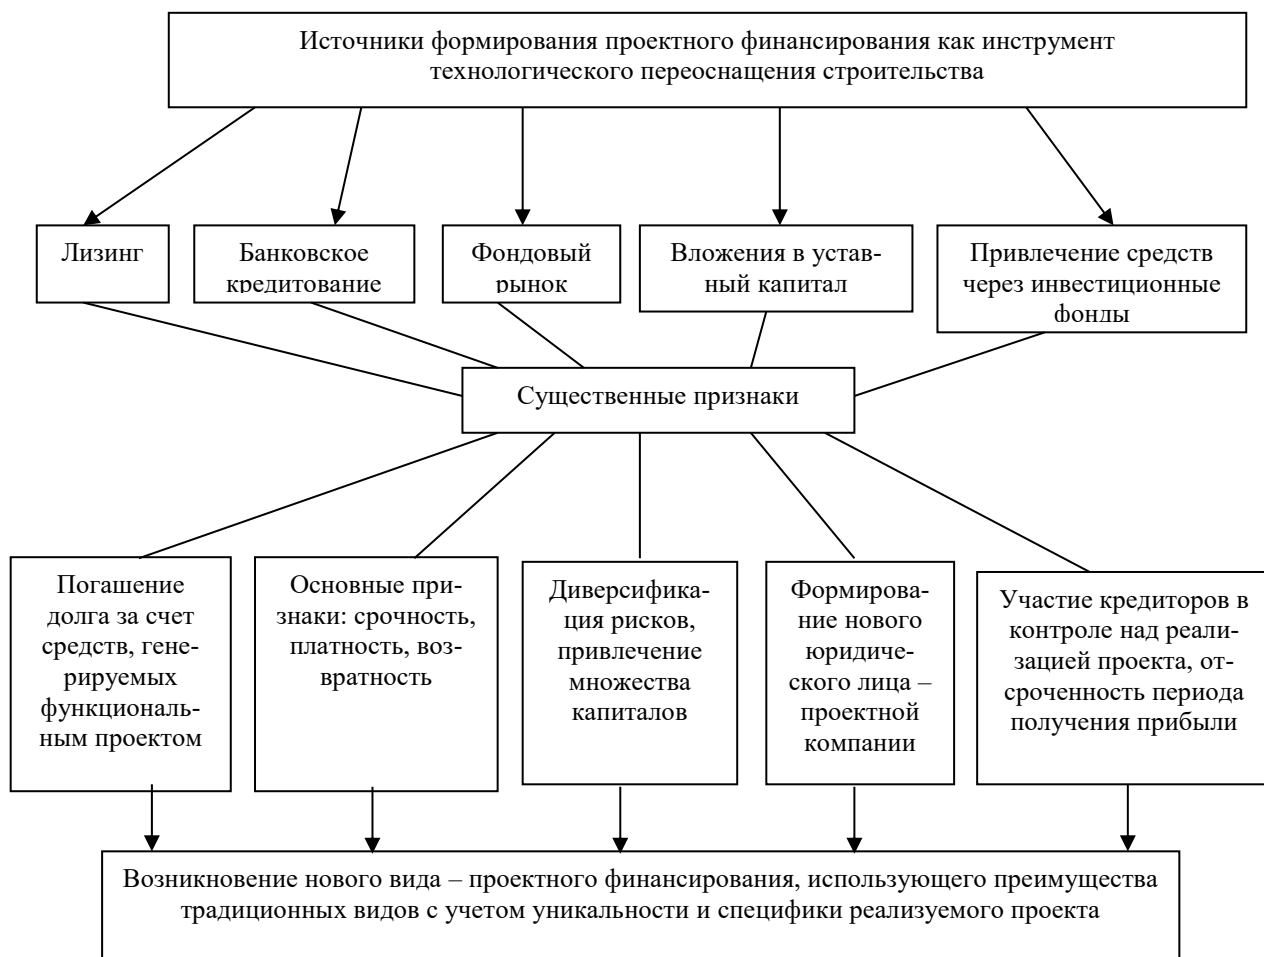 Источники формирования проектного финансирования как инструмент
технологического переоснащения строительства
Лизинг
Банковское
кредитование
Фондовый
рынок
Вложения в устав-
ный капитал
Привлечение средств
через инвестиционные
фонды
Существенные признаки
Погашение
долга за счет
средств, гене-
рируемых
функциональ-
ным проектом
Основные при-
знаки: срочность,
платность, воз-
вратность
Диверсифика-
ция рисков,
привлечение
множества
капиталов
Формирова-
ние нового
юридиче-
ского лица –
проектной
компании
Участие кредиторов в
контроле над реали-
зацией проекта, от-
сроченность периода
получения прибыли
Возникновение нового вида – проектного финансирования, использующего преимущества
традиционных видов с учетом уникальности и специфики реализуемого проекта